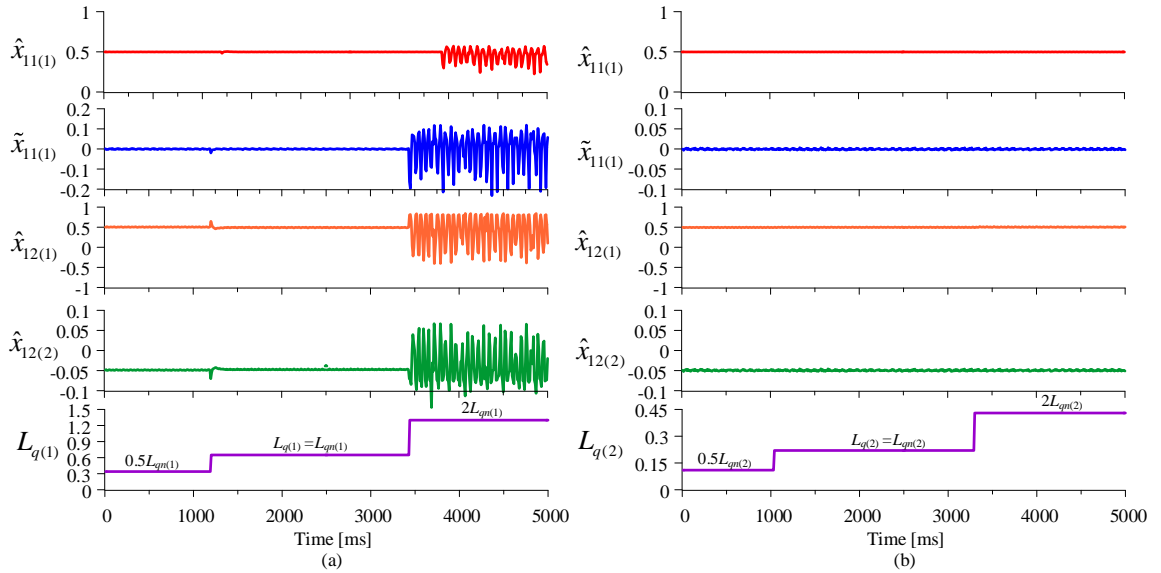 x̂11(1)
1
0.5
0
x̃11(1)
0.2
0.1
0
-0.1
-0.2
x̂12(1)
1
0.5
0
-0.5
-1
x̂12(2)
0.1
0.05
0
-0.05
-0.1
Lq(1)
1.5
1.2
0.9
0.6
0.3
0
0.5Lqn(1)
Lq(1) =Lqn(1)
2Lqn(1)
0 1000 2000 3000 4000 5000
Time [ms]
(a)
x̂11(1)
1
0.5
0
x̃11(1)
0.1
0.05
0
-0.05
-0.1
x̂12(1)
1
0.5
0
-0.5
-1
x̂12(2)
0.1
0.05
0
-0.05
-0.1
Lq(2)
0.45
0.3
0.15
0
0.5Lqn(2)
Lq(2) =Lqn(2)
2Lqn(2)
0 1000 2000 3000 4000 5000
Time [ms]
(b)